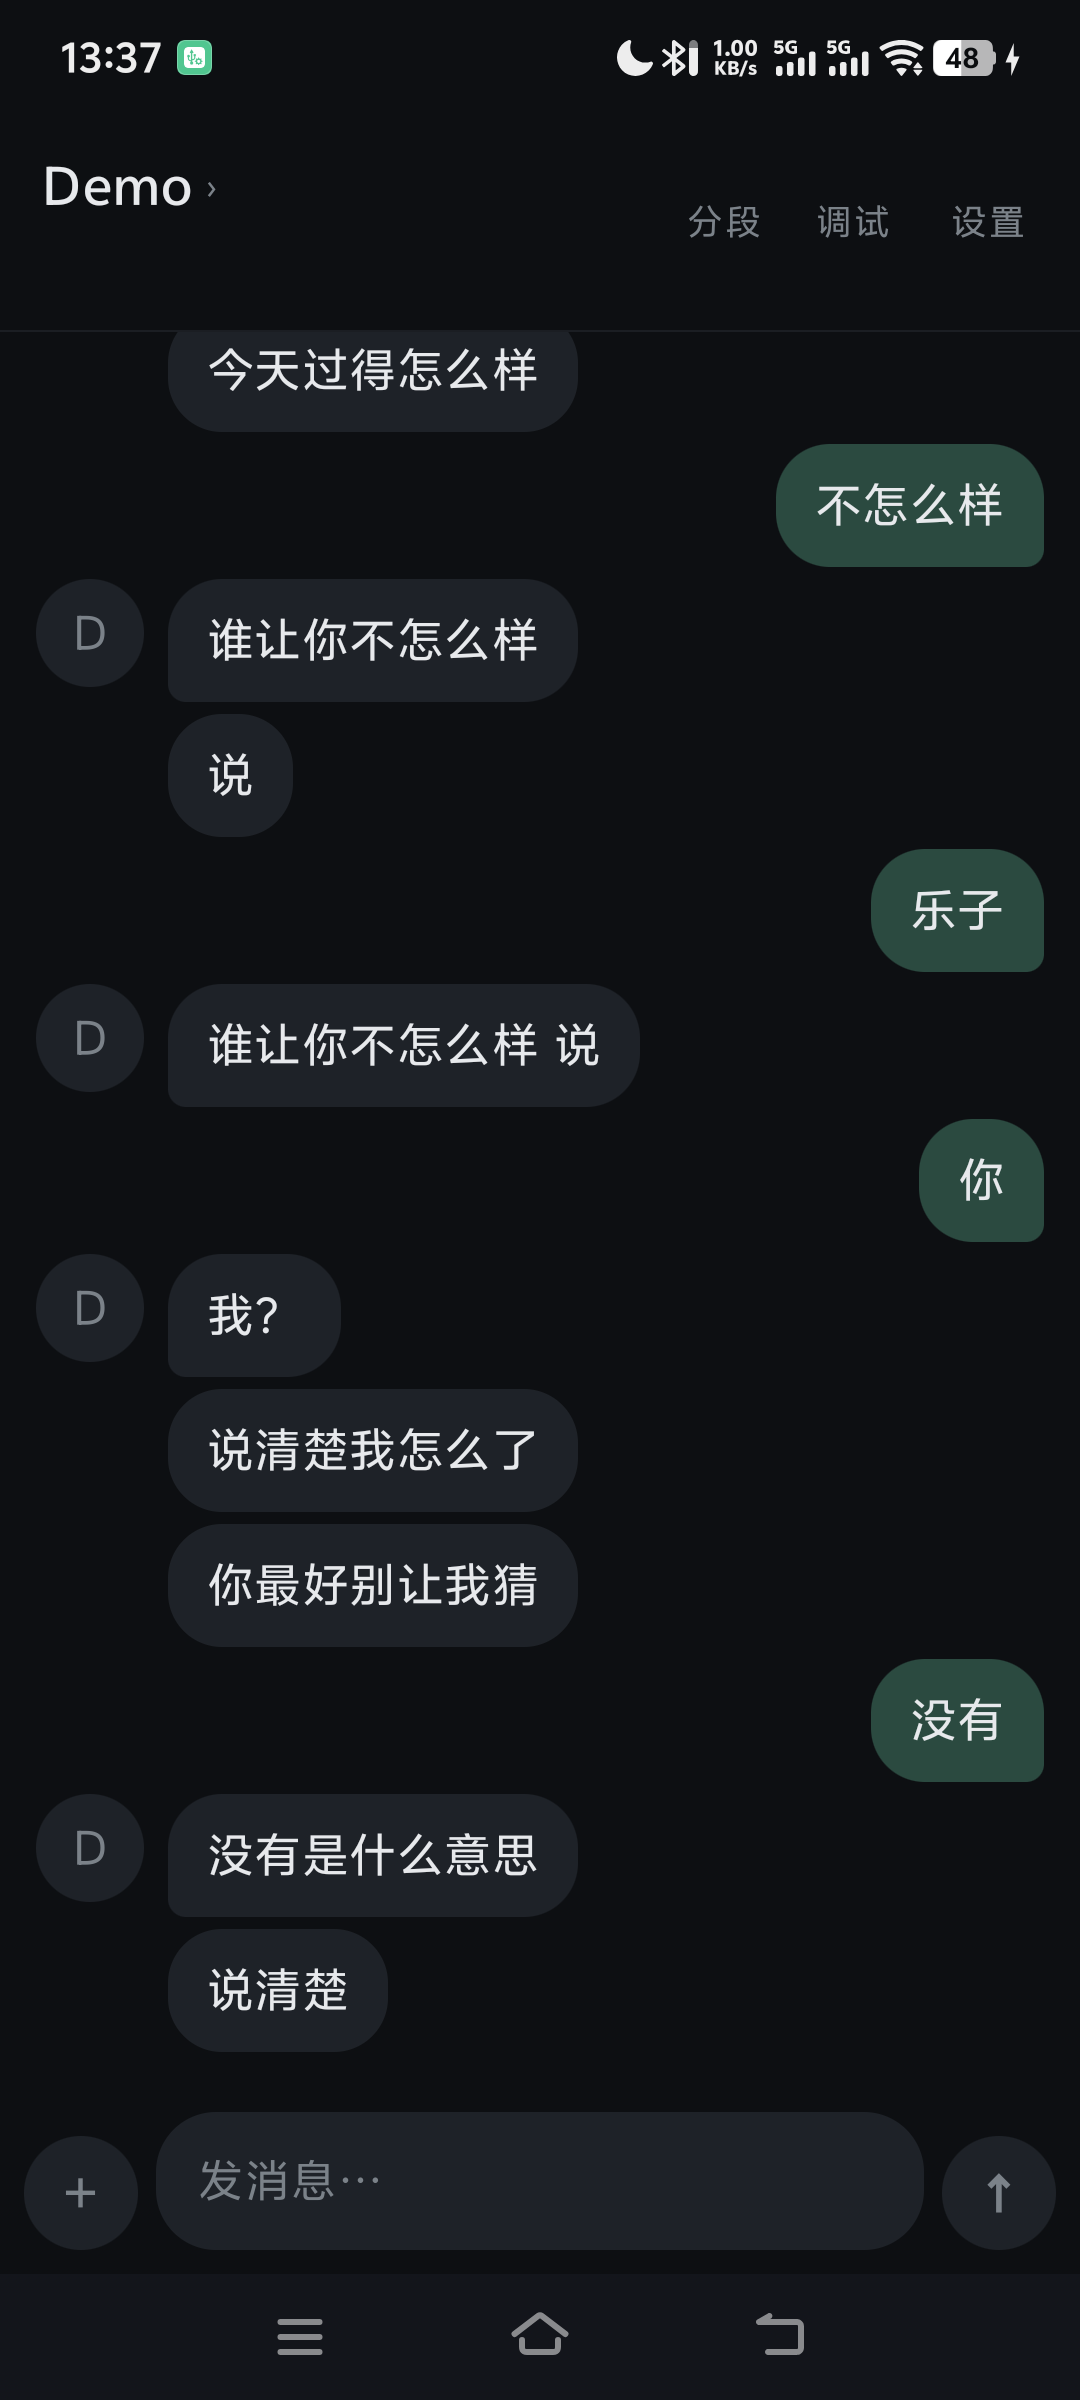 13:37
1.00 KB/s 5G 5G 48
Demo ›
分段 调试 设置
今天过得怎么样
不怎么样
D
谁让你不怎么样
说
乐子
D
谁让你不怎么样 说
你
D
我？
说清楚我怎么了
你最好别让我猜
没有
D
没有是什么意思
说清楚
+
发消息…
↑